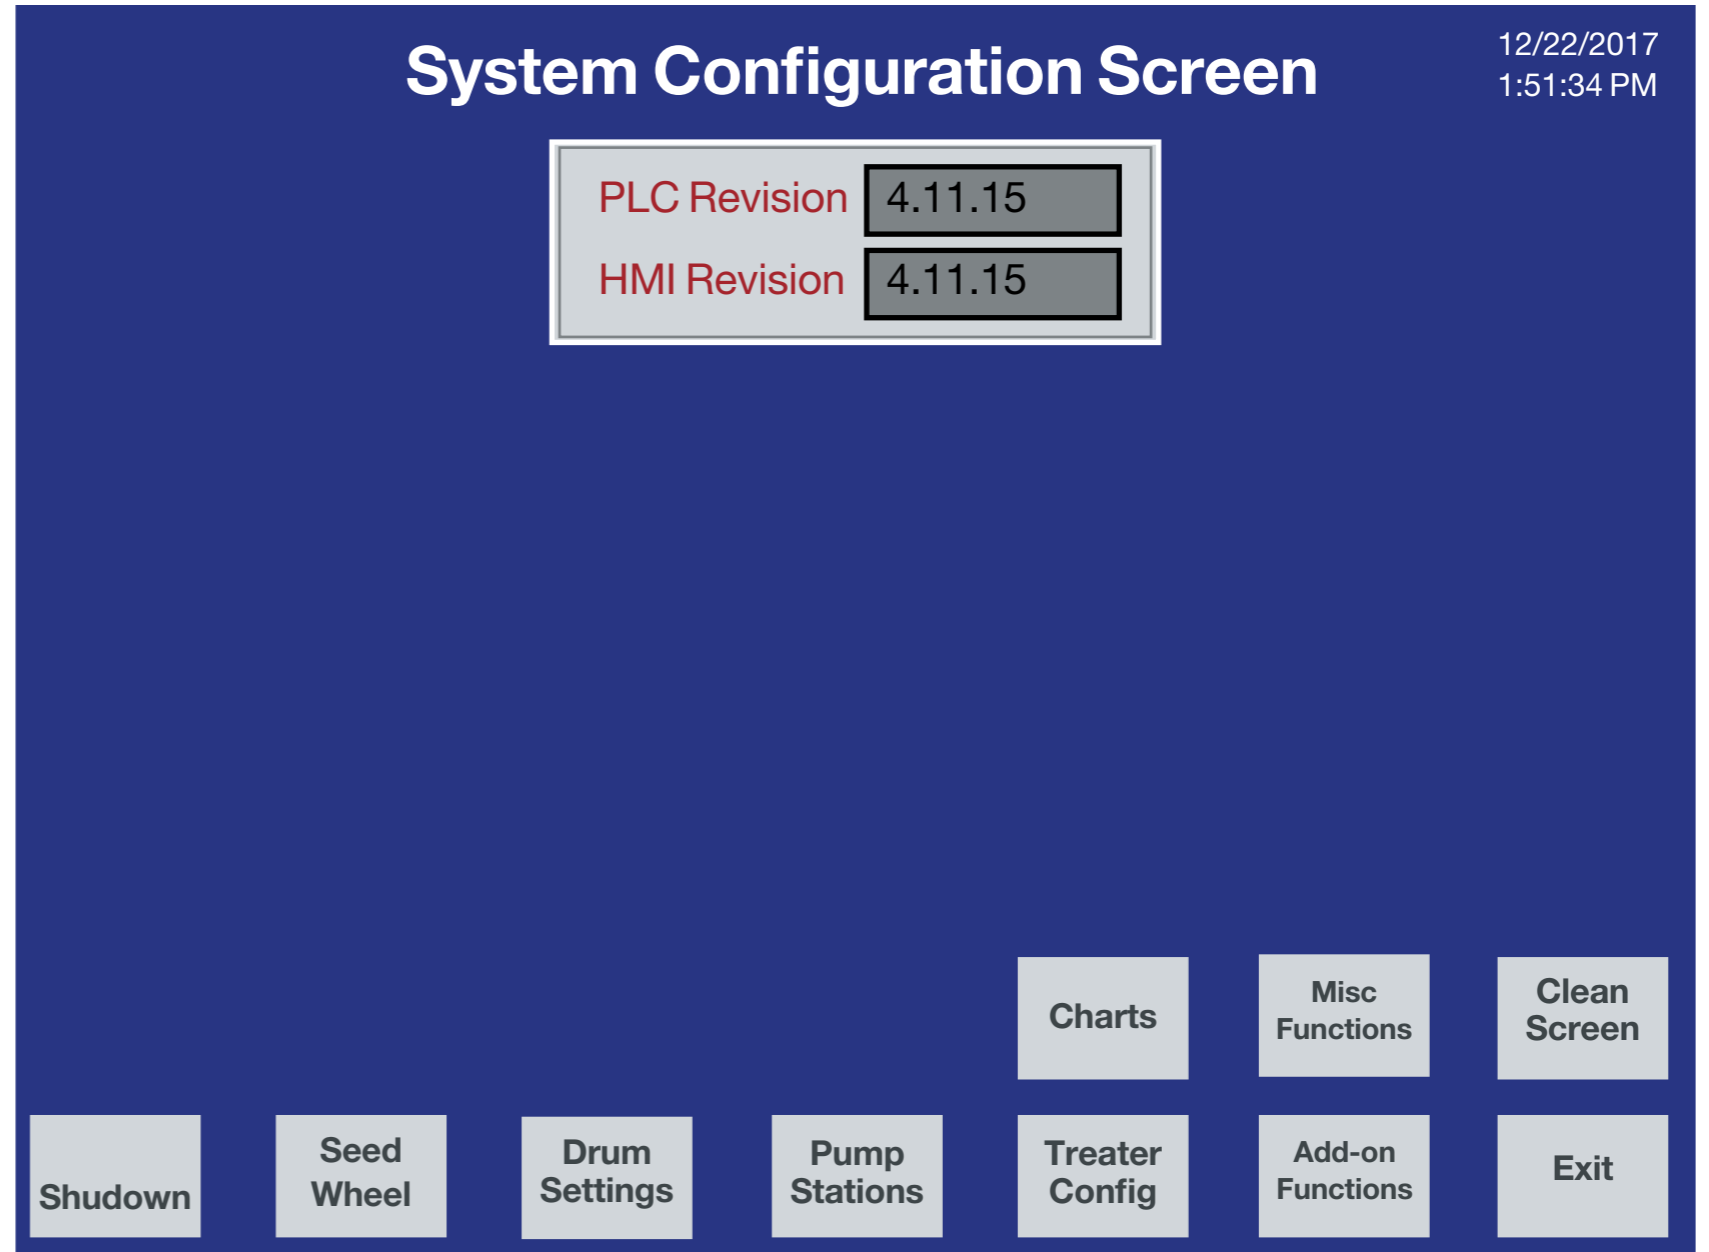 System Configuration Screen
12/22/2017
1:51:34 PM
PLC Revision 4.11.15
HMI Revision 4.11.15
Charts
Misc
Functions
Clean
Screen
Shudown
Seed
Wheel
Drum
Settings
Pump
Stations
Treater
Config
Add-on
Functions
Exit